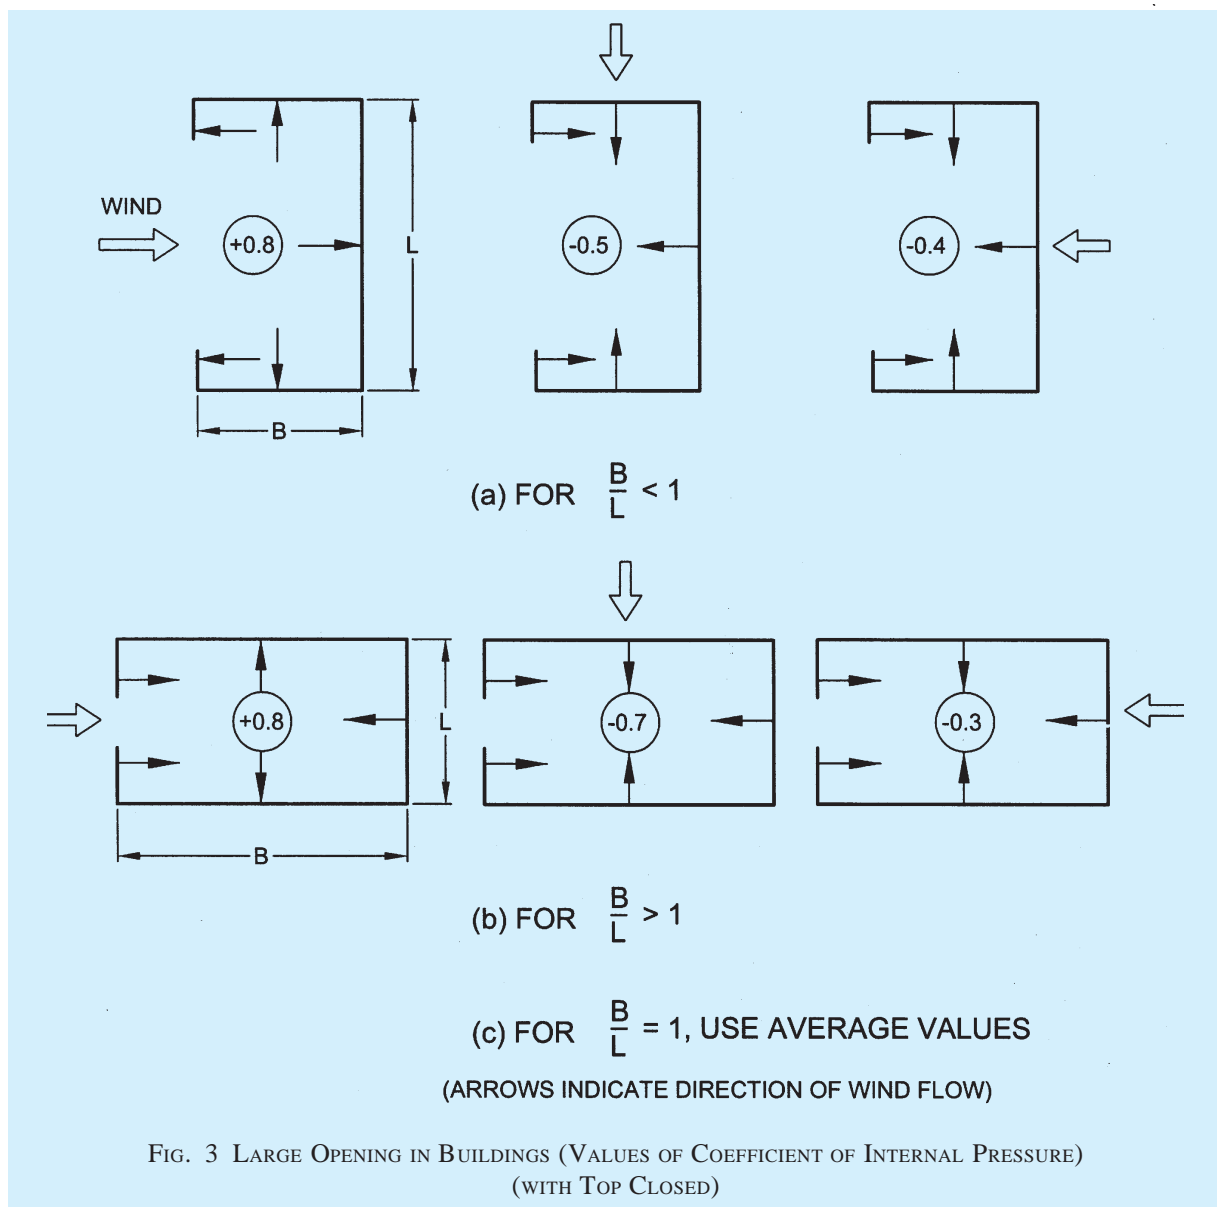 WIND
+0.8
L
B
-0.5
-0.4
(a) FOR B/L < 1
+0.8
L
B
-0.7
-0.3
(b) FOR B/L > 1
(c) FOR B/L = 1, USE AVERAGE VALUES
(ARROWS INDICATE DIRECTION OF WIND FLOW)
FIG. 3 LARGE OPENING IN BUILDINGS (VALUES OF COEFFICIENT OF INTERNAL PRESSURE)
(WITH TOP CLOSED)